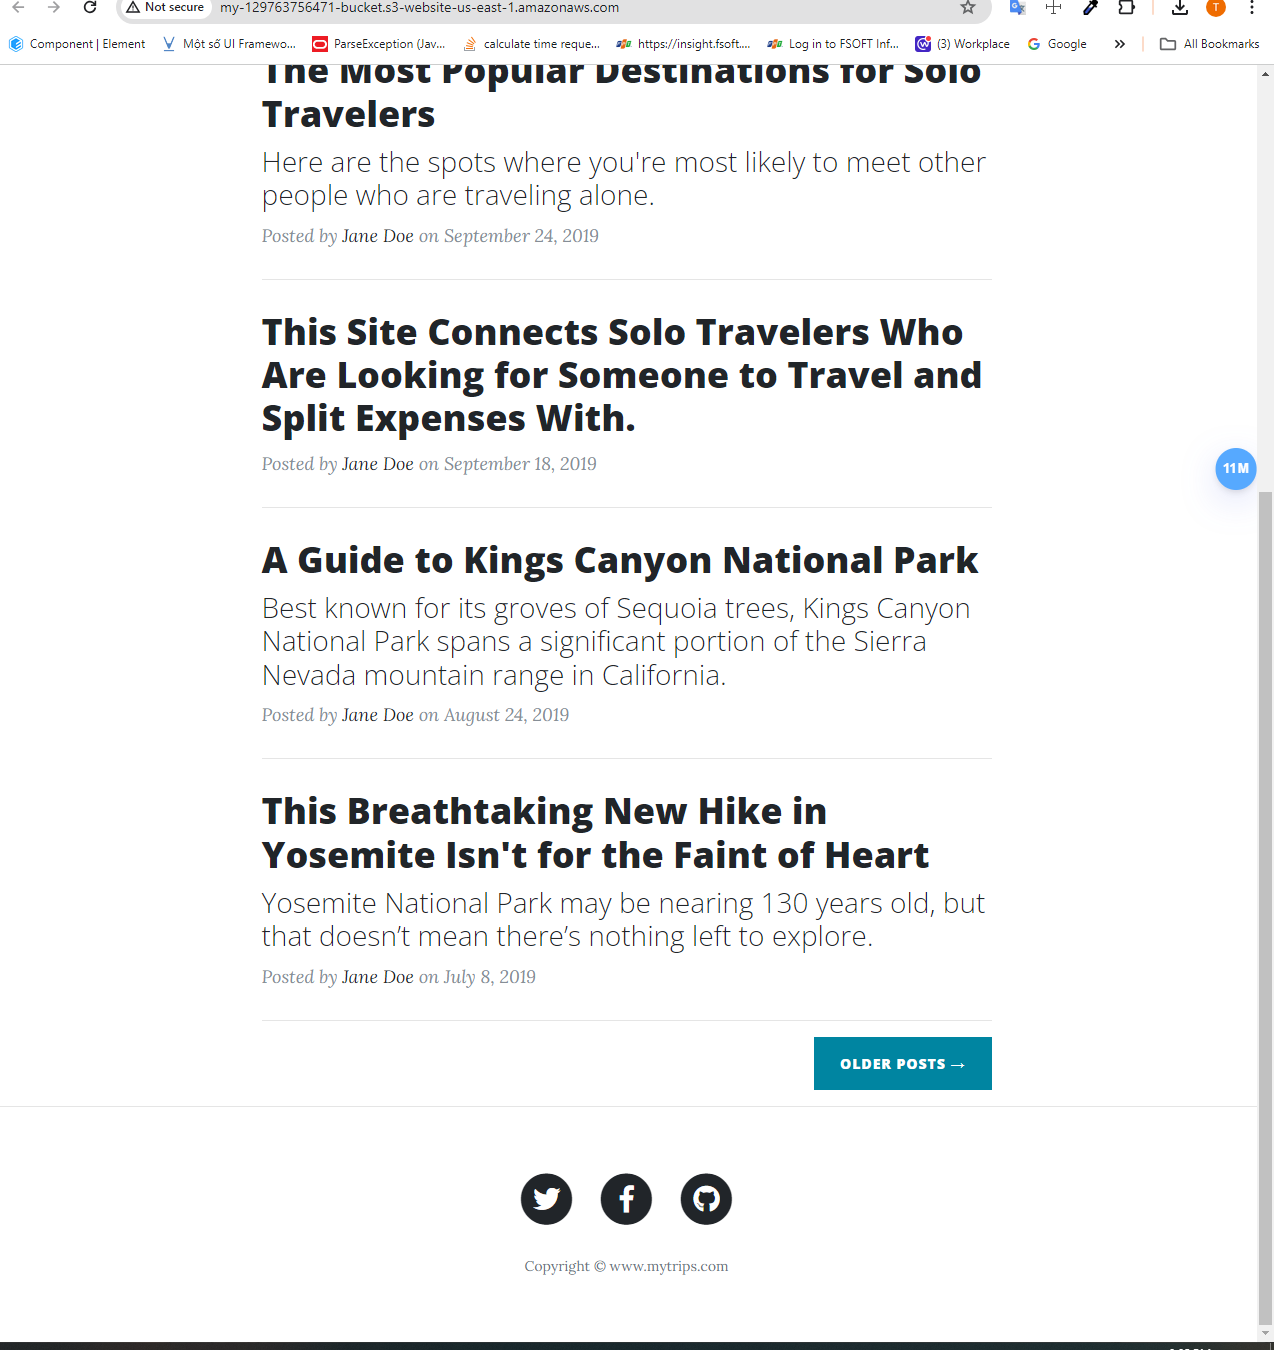 Not secure my-129763756471-bucket.s3-website-us-east-1.amazonaws.com T
Component | Element Một số UI Framewo... ParseException (Jav... calculate time reque... https://insight.fsoft.... Log in to FSOFT Inf... (3) Workplace Google » All Bookmarks
The Most Popular Destinations for Solo
Travelers
Here are the spots where you're most likely to meet other
people who are traveling alone.
Posted by Jane Doe on September 24, 2019
This Site Connects Solo Travelers Who
Are Looking for Someone to Travel and
Split Expenses With.
Posted by Jane Doe on September 18, 2019
11M
A Guide to Kings Canyon National Park
Best known for its groves of Sequoia trees, Kings Canyon
National Park spans a significant portion of the Sierra
Nevada mountain range in California.
Posted by Jane Doe on August 24, 2019
This Breathtaking New Hike in
Yosemite Isn't for the Faint of Heart
Yosemite National Park may be nearing 130 years old, but
that doesn’t mean there’s nothing left to explore.
Posted by Jane Doe on July 8, 2019
OLDER POSTS →
Copyright © www.mytrips.com